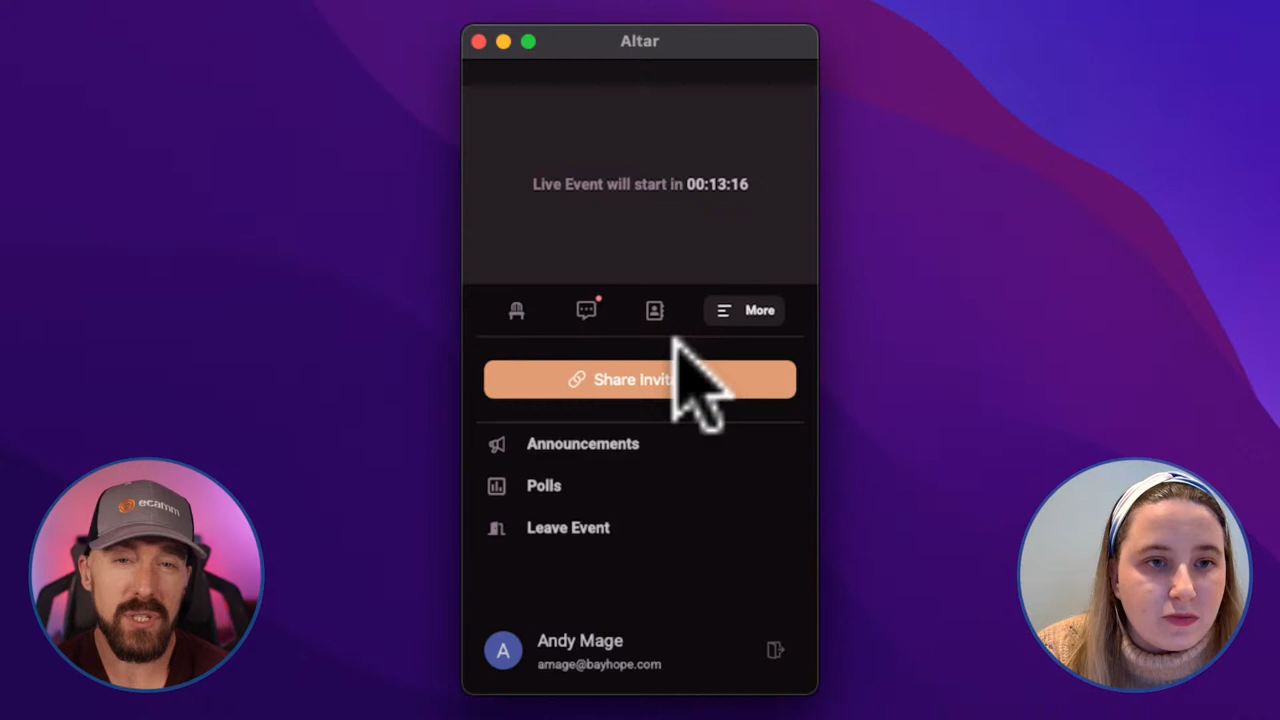 Altar
Live Event will start in 00:13:16
More
Share Invit
Announcements
Polls
Leave Event
ecamm
A
Andy Mage
amage@bayhope.com